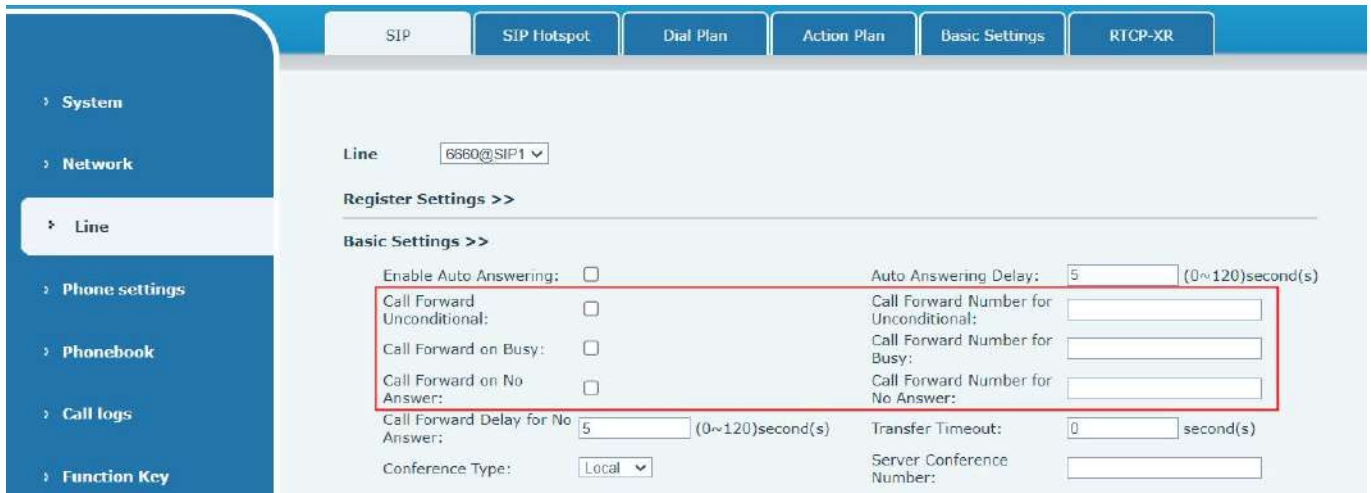 SIP
SIP Hotspot
Dial Plan
Action Plan
Basic Settings
RTCP-XR
› System
› Network
› Line
› Phone settings
› Phonebook
› Call logs
› Function Key
Line 6660@SIP1
Register Settings >>
Basic Settings >>
Enable Auto Answering:
Auto Answering Delay: 5 (0~120)second(s)
Call Forward
Unconditional:
Call Forward Number for
Unconditional:
Call Forward on Busy:
Call Forward Number for
Busy:
Call Forward on No
Answer:
Call Forward Number for
No Answer:
Call Forward Delay for No
Answer:
5 (0~120)second(s)
Transfer Timeout: 0 second(s)
Conference Type: Local
Server Conference
Number: